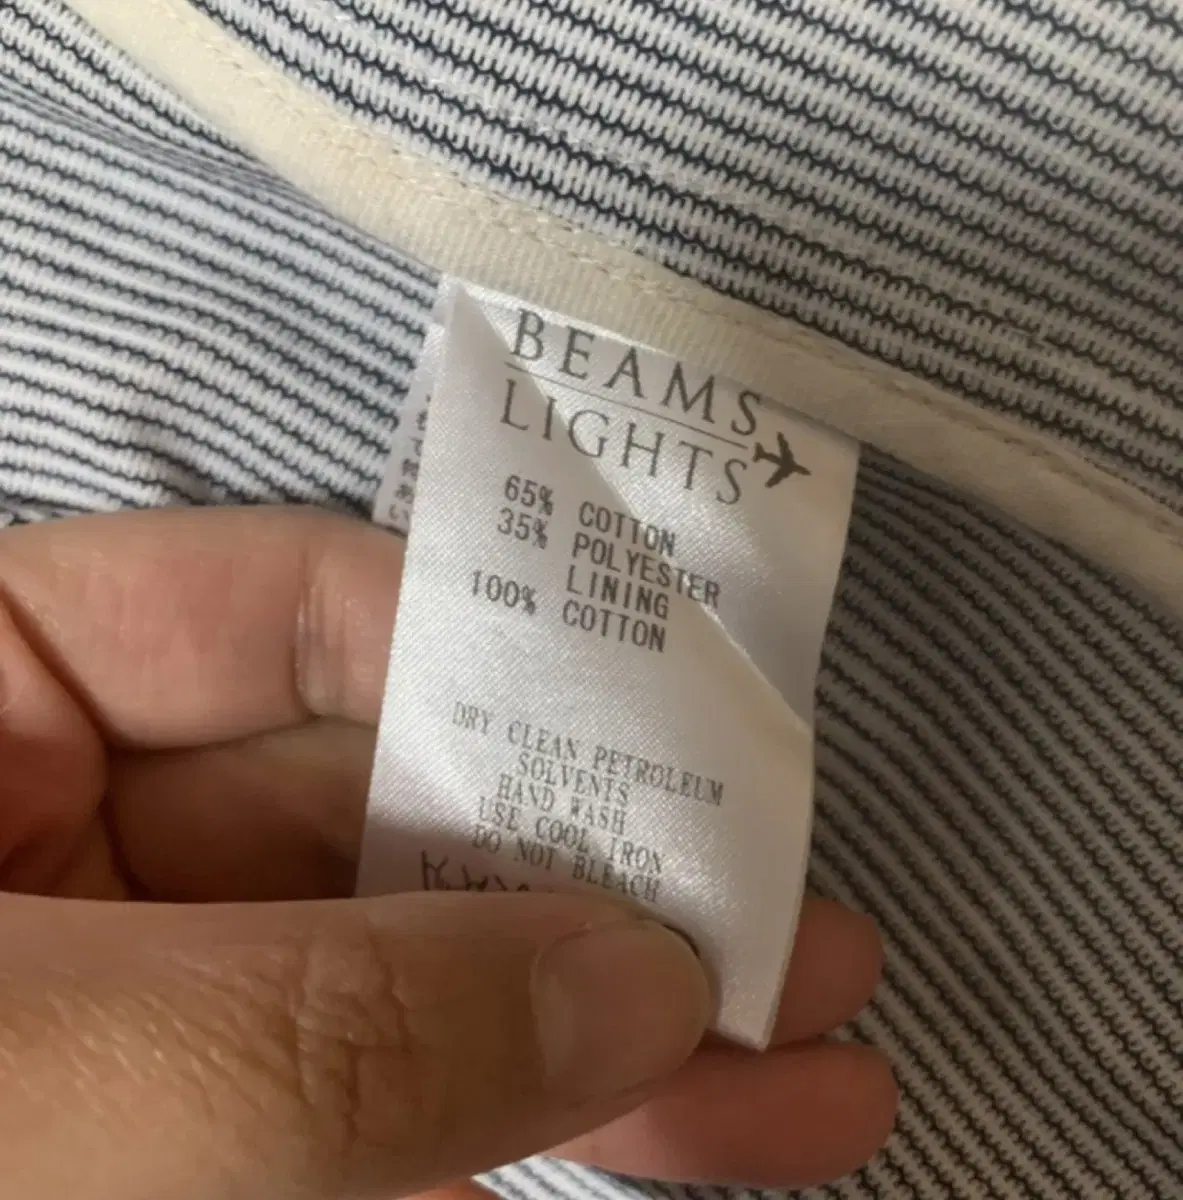 BEAMS
LIGHTS
65% COTTON
35% POLYESTER
LINING
100% COTTON
DRY CLEAN PETROLEUM
SOLVENTS
HAND WASH
USE COOL IRON
DO NOT BLEACH